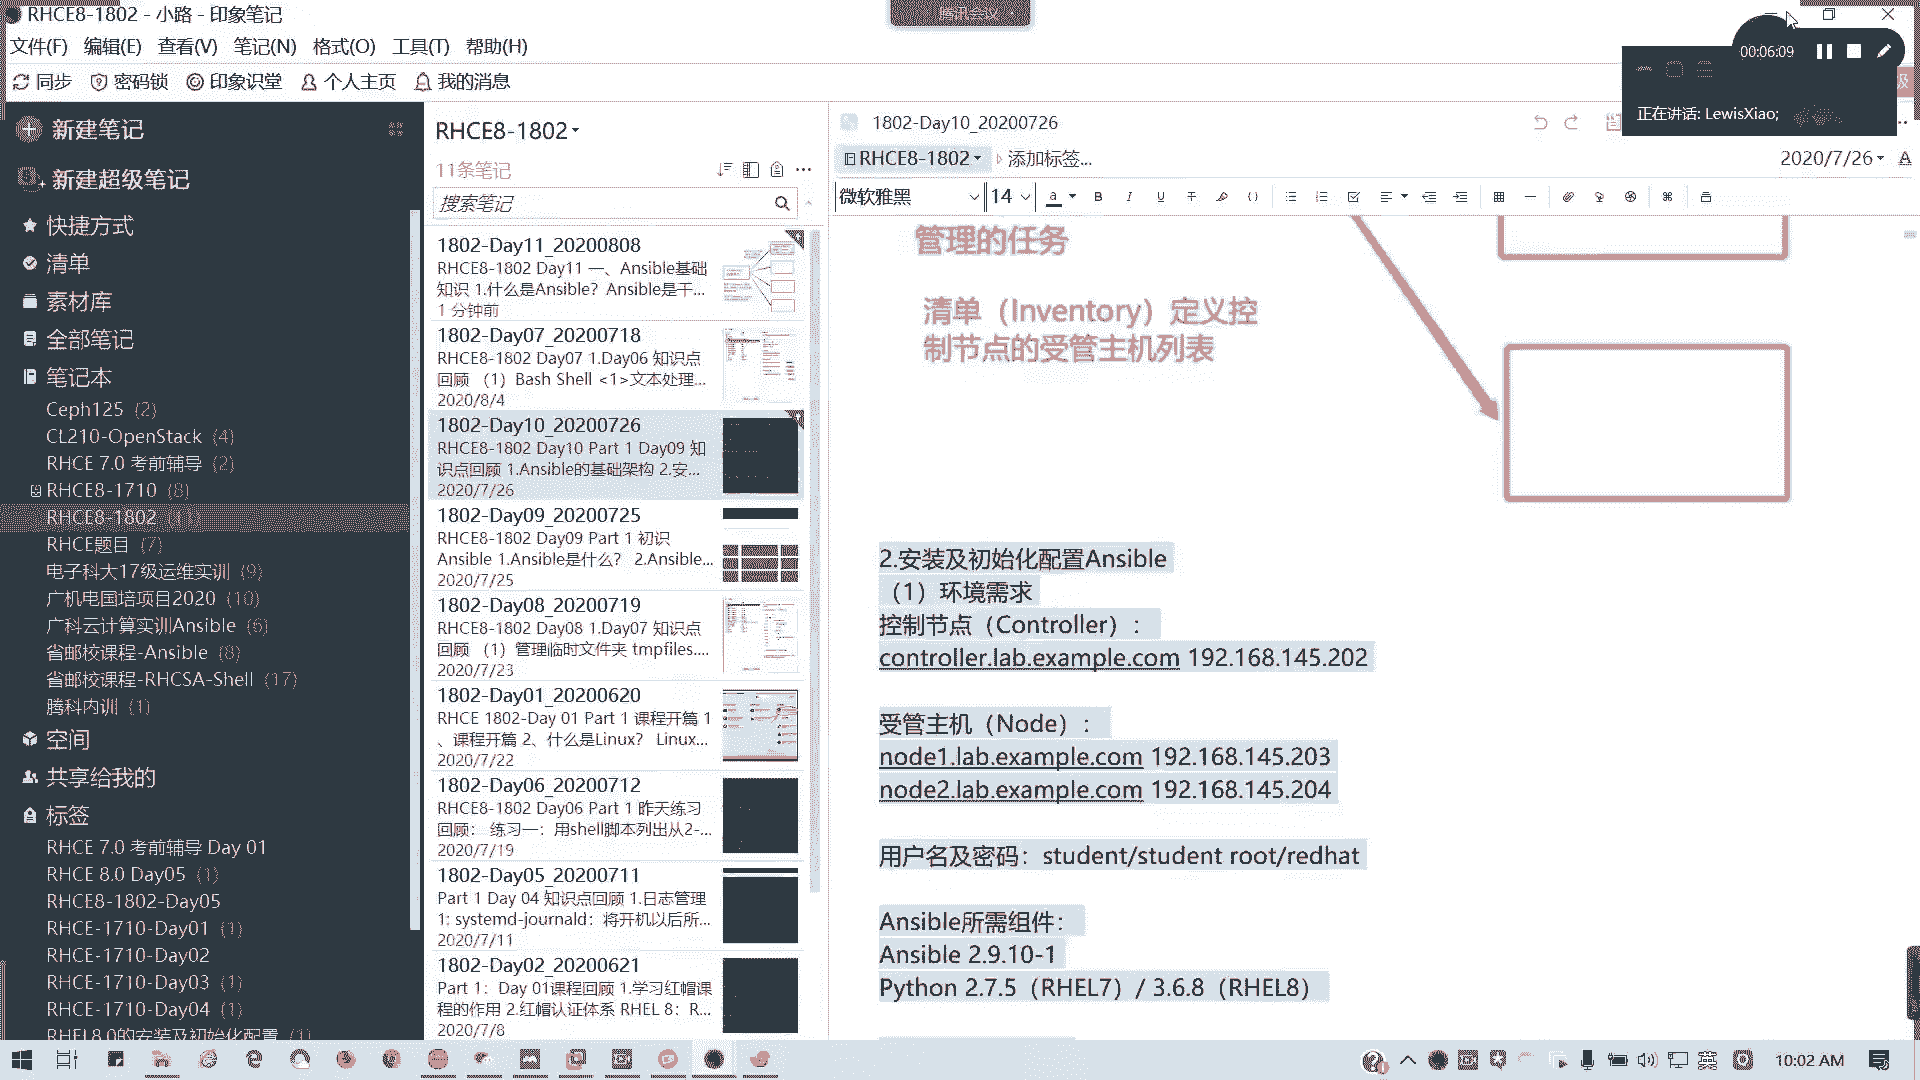 RHCE8-1802 - 小路 - 印象笔记
腾讯会议
文件(F) 编辑(E) 查看(V) 笔记(N) 格式(O) 工具(T) 帮助(H)
00:06:09
同步 密码锁 印象识堂 个人主页 我的消息
正在讲话: LewisXiao;
新建笔记
新建超级笔记
快捷方式
清单
素材库
全部笔记
笔记本
Ceph125 (2)
CL210-OpenStack (4)
RHCE 7.0 考前辅导 (2)
RHCE8-1710 (8)
RHCE8-1802 (11)
RHCE题目 (7)
电子科大17级运维实训 (9)
广机电国培项目2020 (10)
广科云计算实训Ansible (6)
省邮校课程-Ansible (8)
省邮校课程-RHCSA-Shell (17)
腾科内训 (1)
空间
共享给我的
标签
RHCE 7.0 考前辅导 Day 01
RHCE 8.0 Day05 (1)
RHCE8-1802-Day05
RHCE-1710-Day01 (1)
RHCE-1710-Day02
RHCE-1710-Day03 (1)
RHCE-1710-Day04 (1)
RHEL8.0的安装及初始化配置 (1)
RHCE8-1802
11条笔记
搜索笔记
1802-Day11_20200808
RHCE8-1802 Day11 一、Ansible基础
知识 1.什么是Ansible？Ansible是干...
1 分钟前
1802-Day07_20200718
RHCE8-1802 Day07 1.Day06 知识点
回顾 （1）Bash Shell <1>文本处理...
2020/8/4
1802-Day10_20200726
RHCE8-1802 Day10 Part 1 Day09 知
识点回顾 1.Ansible的基础架构 2.安...
2020/7/26
1802-Day09_20200725
RHCE8-1802 Day09 Part 1 初识
Ansible 1.Ansible是什么？ 2.Ansible...
2020/7/25
1802-Day08_20200719
RHCE8-1802 Day08 1.Day07 知识点
回顾 （1）管理临时文件夹 tmpfiles....
2020/7/23
1802-Day01_20200620
RHCE 1802-Day 01 Part 1 课程开篇 1
、课程开篇 2、什么是Linux？ Linux...
2020/7/22
1802-Day06_20200712
RHCE8-1802 Day06 Part 1 昨天练习
回顾： 练习一：用shell脚本列出从2-...
2020/7/19
1802-Day05_20200711
Part 1 Day 04 知识点回顾 1.日志管理
1: systemd-journald：将开机以后所...
2020/7/11
1802-Day02_20200621
Part 1：Day 01课程回顾 1.学习红帽课
程的作用 2.红帽认证体系 RHEL 8：R...
2020/7/8
1802-Day10_20200726
RHCE8-1802 添加标签... 2020/7/26
微软雅黑 14
管理的任务
清单（Inventory）定义控
制节点的受管主机列表
2.安装及初始化配置Ansible
（1）环境需求
控制节点（Controller）：
controller.lab.example.com 192.168.145.202
受管主机（Node）：
node1.lab.example.com 192.168.145.203
node2.lab.example.com 192.168.145.204
用户名及密码：student/student root/redhat
Ansible所需组件：
Ansible 2.9.10-1
Python 2.7.5（RHEL7）/ 3.6.8（RHEL8）
英 10:02 AM